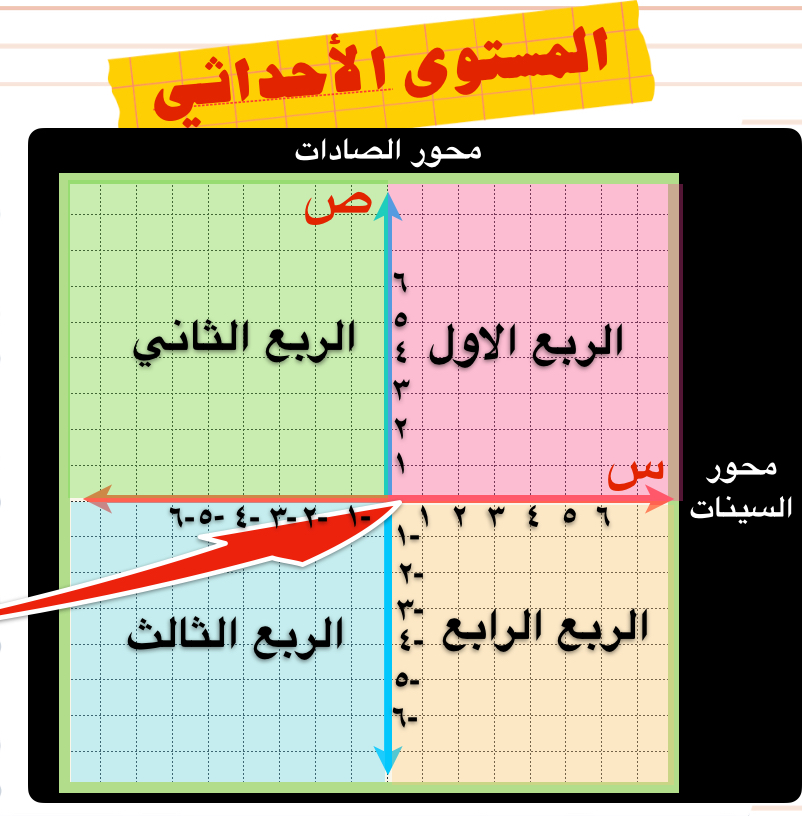 المستوى الأحداثي
محور الصادات
ص
٦
٥
٤
٣
٢
١
الربع الثاني
الربع الاول
س
محور
السينات
-٦ -٥ -٤ -٣ -٢ -١ ١ ٢ ٣ ٤ ٥ ٦
-١
-٢
-٣
-٤
-٥
-٦
الربع الثالث
الربع الرابع